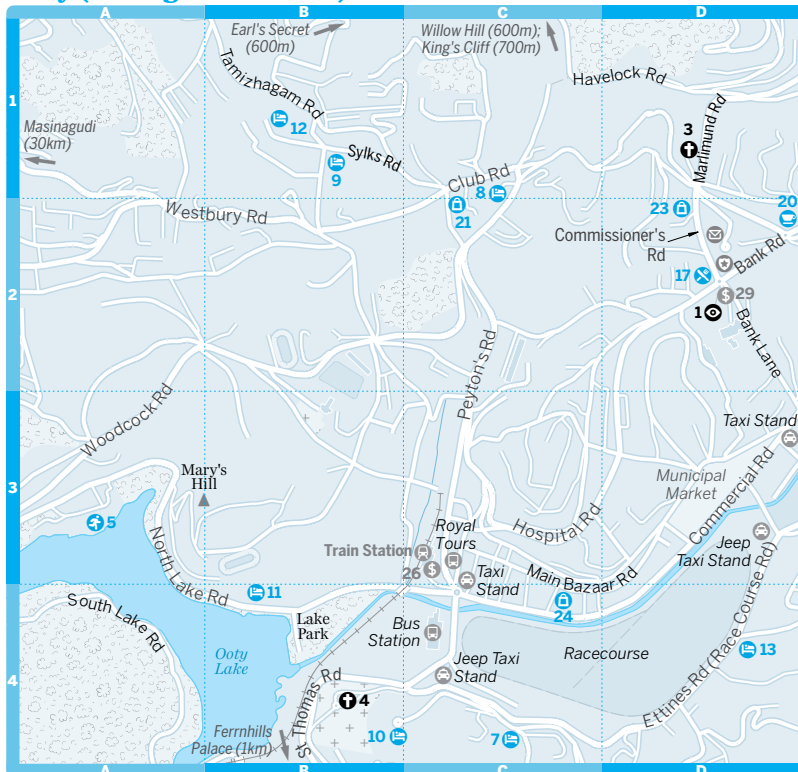 A
B
C
D
Earl's Secret
(600m)
Willow Hill (600m);
King's Cliff (700m)
Havelock Rd
Tamizhagam Rd
1
Masinagudi
(30km)
12
Sylks Rd
9
3
Marlimund Rd
Club Rd
8
21
23
20
Westbury Rd
Commissioner's
Rd
Bank Rd
17
2
29
1
Bank Lane
Peyton's Rd
Woodcock Rd
Taxi Stand
Mary's
Hill
3
Municipal
Market
Commercial Rd
5
Hospital Rd
Royal
Tours
Train Station
26
Jeep
Taxi Stand
North Lake Rd
11
Taxi
Stand
Main Bazaar Rd
24
South Lake Rd
Lake
Park
Bus
Station
Ooty
Lake
Racecourse
13
Ettines Rd (Race Course Rd)
4
Jeep Taxi
Stand
St Thomas Rd
4
Fernnhills
Palace (1km)
10
7
A
B
C
D